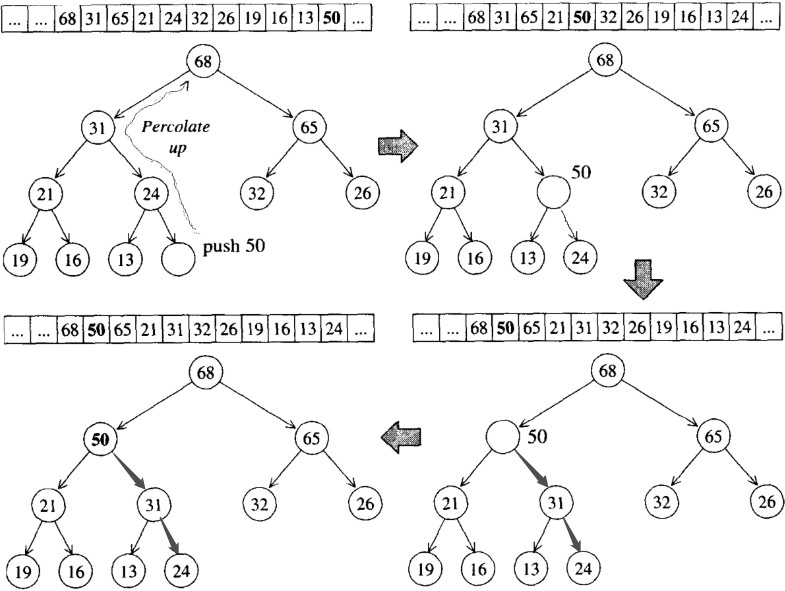 ... ... 68 31 65 21 24 32 26 19 16 13 50 ...
68
31 65
Percolate
up
21 24 32 26
19 16 13 push 50
... ... 68 31 65 21 50 32 26 19 16 13 24 ...
68
31 65
50
21 32 26
19 16 13 24
... ... 68 50 65 21 31 32 26 19 16 13 24 ...
68
50 65
21 31 32 26
19 16 13 24
... ... 68 50 65 21 31 32 26 19 16 13 24 ...
68
50 65
21 31 32 26
19 16 13 24